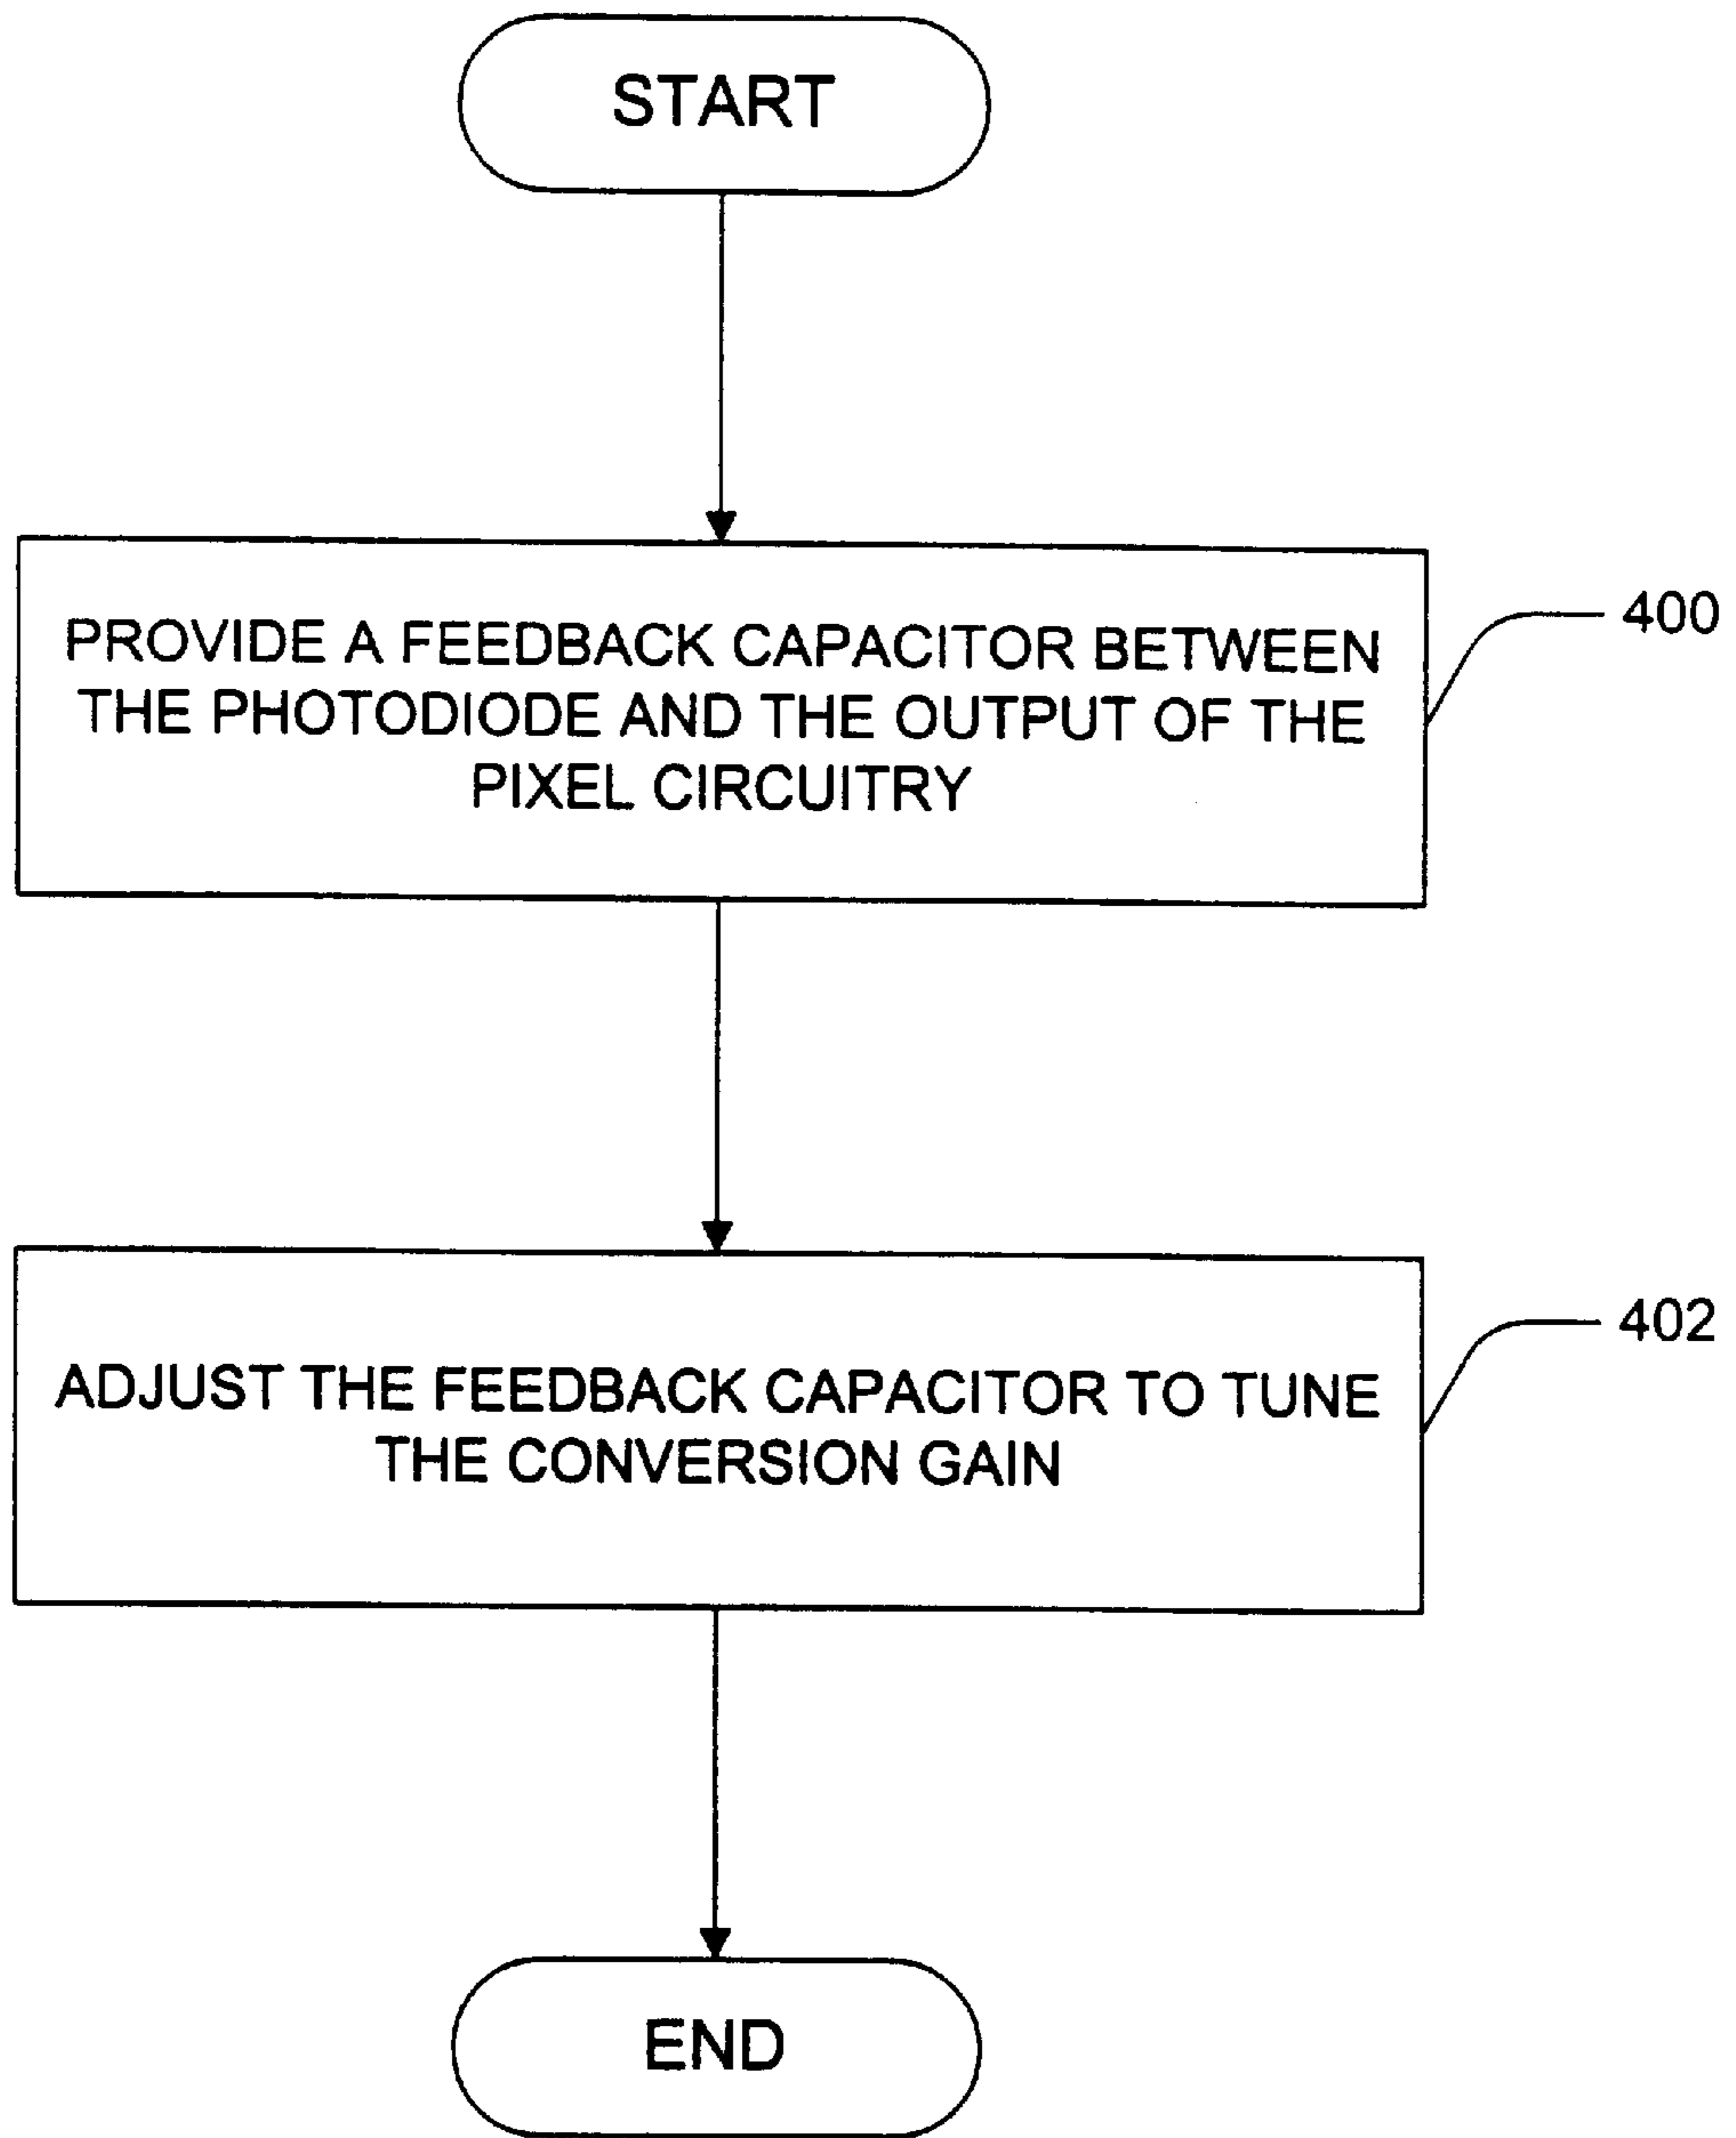 START
PROVIDE A FEEDBACK CAPACITOR BETWEEN
THE PHOTODIODE AND THE OUTPUT OF THE
PIXEL CIRCUITRY
400
ADJUST THE FEEDBACK CAPACITOR TO TUNE
THE CONVERSION GAIN
402
END